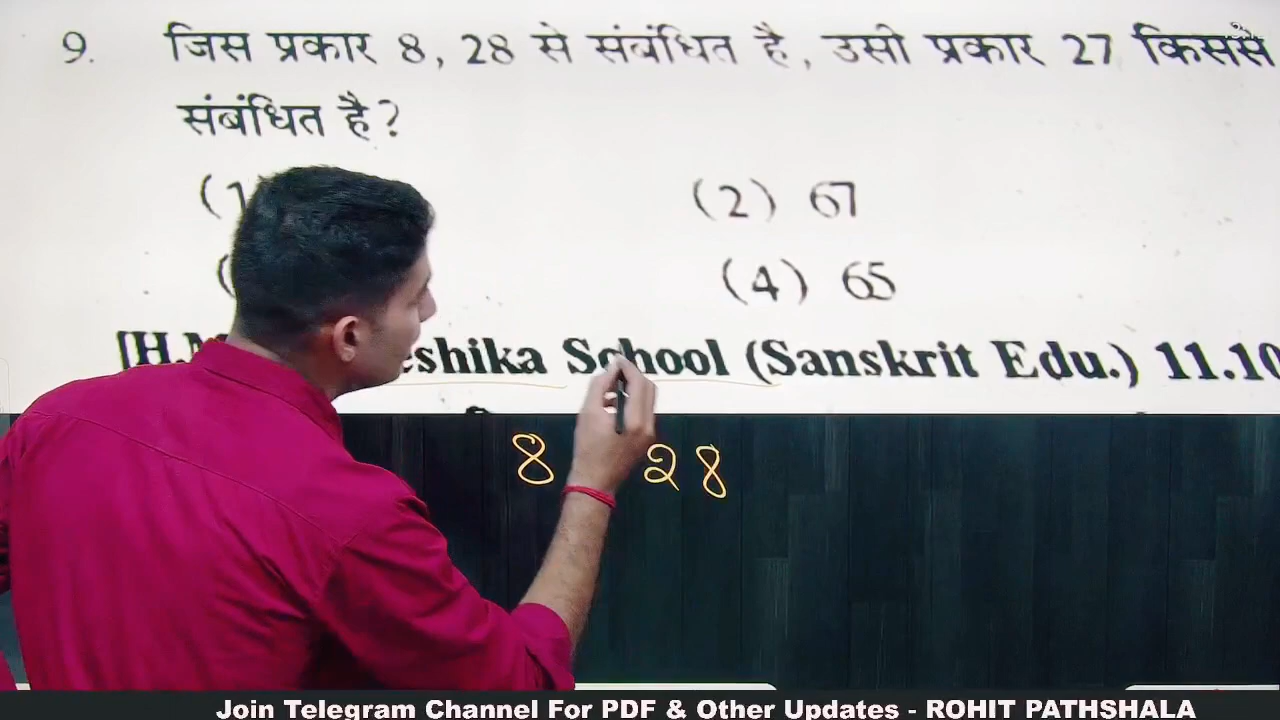 9. जिस प्रकार 8, 28 से संबंधित है, उसी प्रकार 27 किससे
संबंधित है?
(1
(2) 67
(
(4) 65
[H.M. eshika School (Sanskrit Edu.) 11.10
8 28
Join Telegram Channel For PDF & Other Updates - ROHIT PATHSHALA